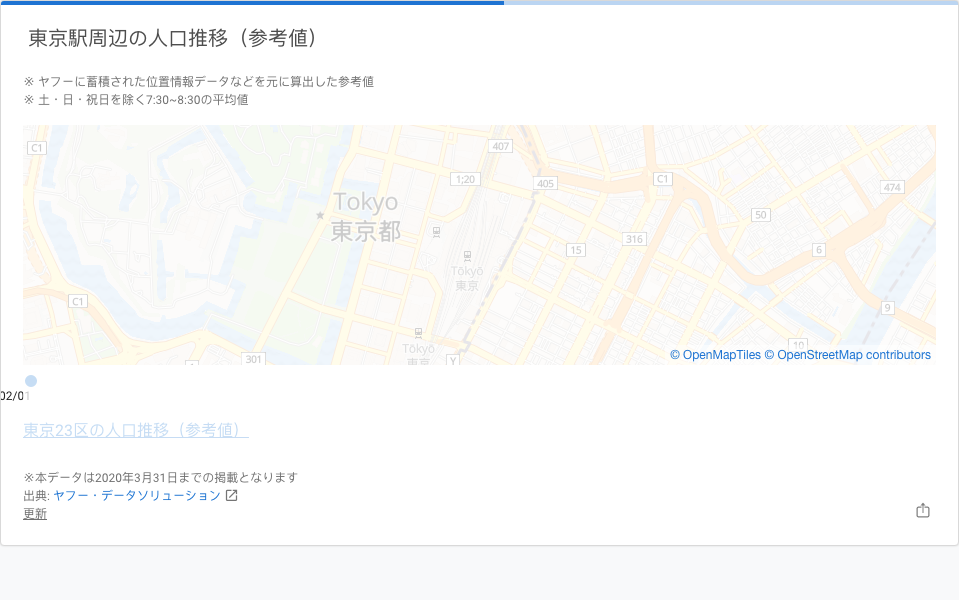 東京駅周辺の人口推移（参考値）
※ ヤフーに蓄積された位置情報データなどを元に算出した参考値
※ 土・日・祝日を除く7:30~8:30の平均値
C1
407
1;20
405
C1
474
Tokyo
東京都
50
316
15
6
Tōkyō
東京
C1
9
10
301
Tōkyō
東京
Y
© OpenMapTiles © OpenStreetMap contributors
02/01
東京23区の人口推移（参考値）
※本データは2020年3月31日までの掲載となります
出典: ヤフー・データソリューション
更新